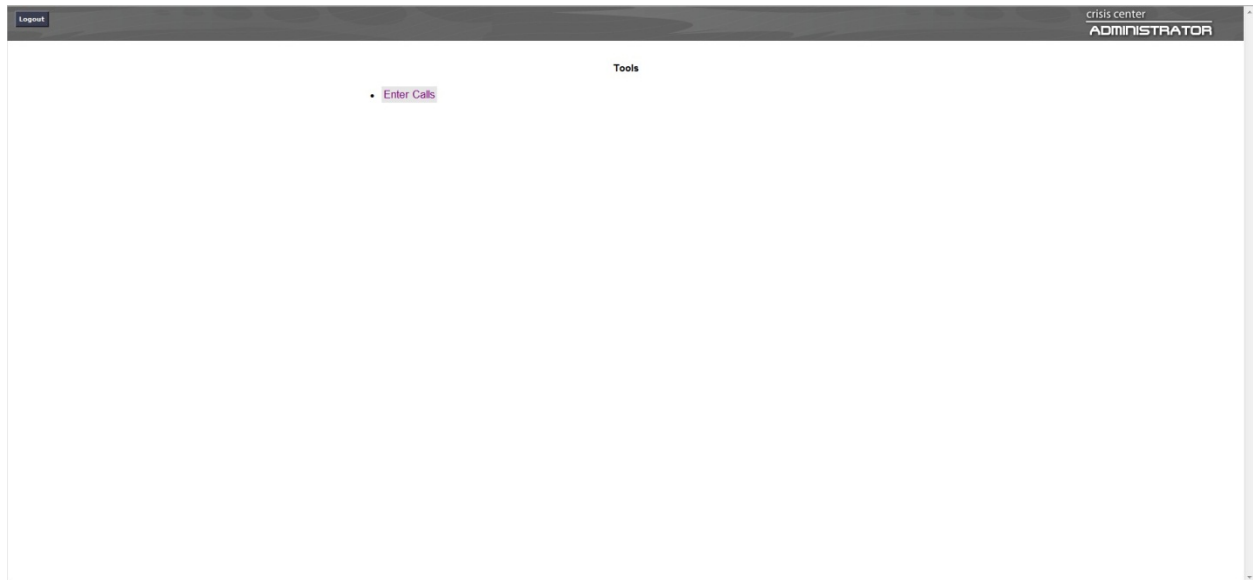 Logout
crisis center
ADMINISTRATOR
Tools
Enter Calls